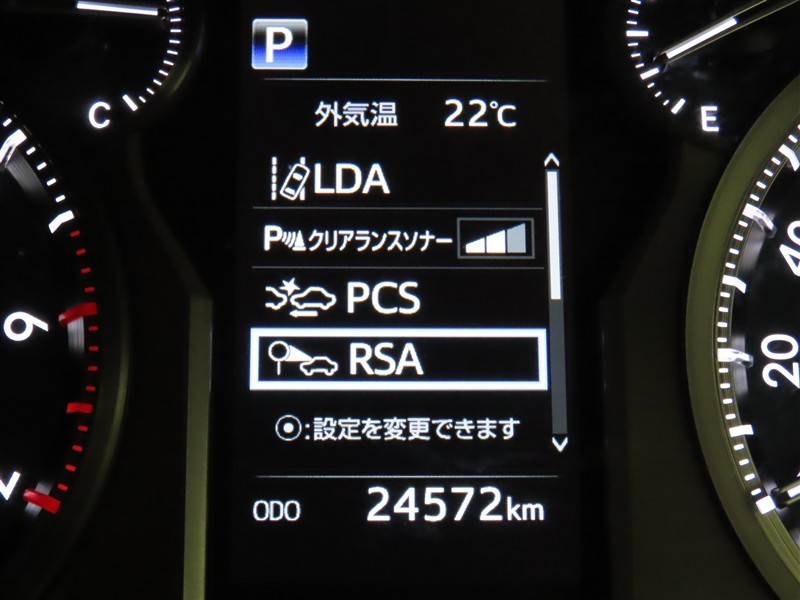 P
外気温 22℃
C
E
LDA
Pクリアランスソナー
PCS
RSA
⦿:設定を変更できます
ODO 24572km
6
40
20